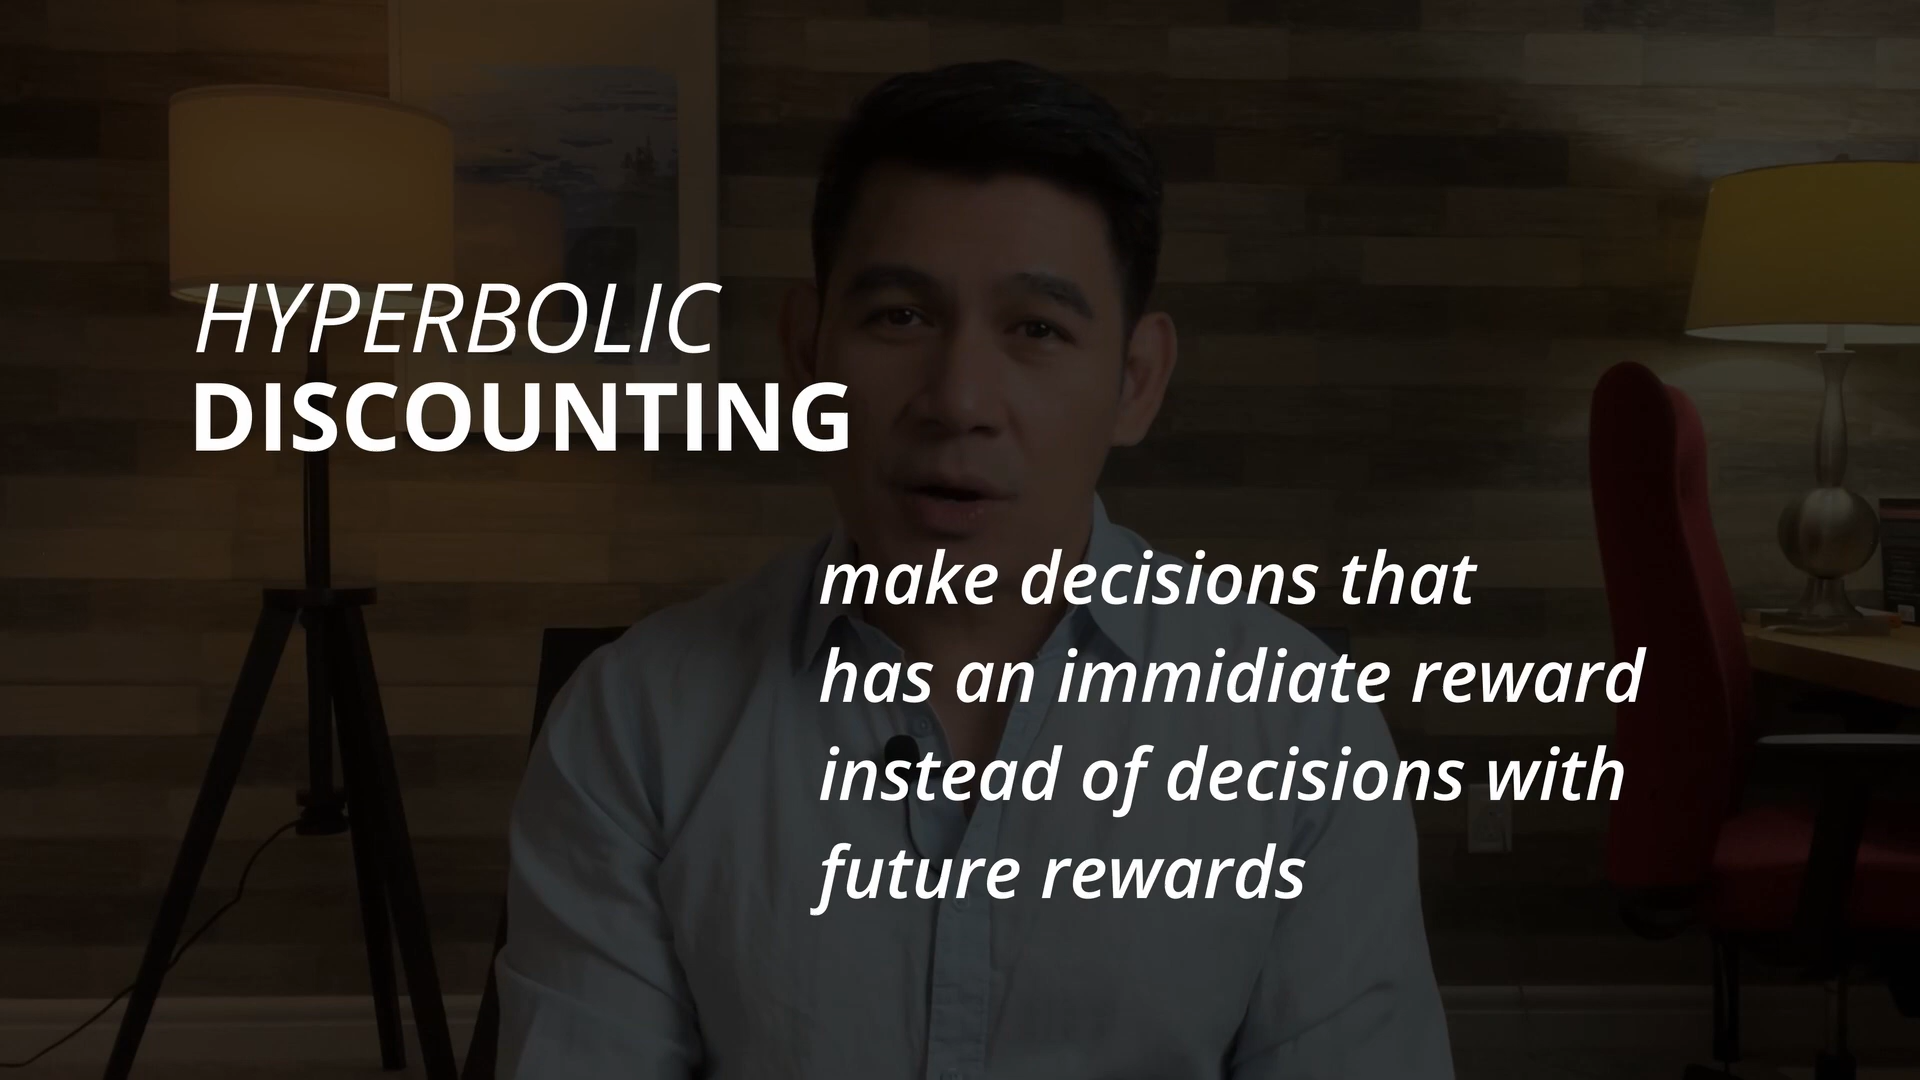 HYPERBOLIC
DISCOUNTING
make decisions that
has an immidiate reward
instead of decisions with
future rewards